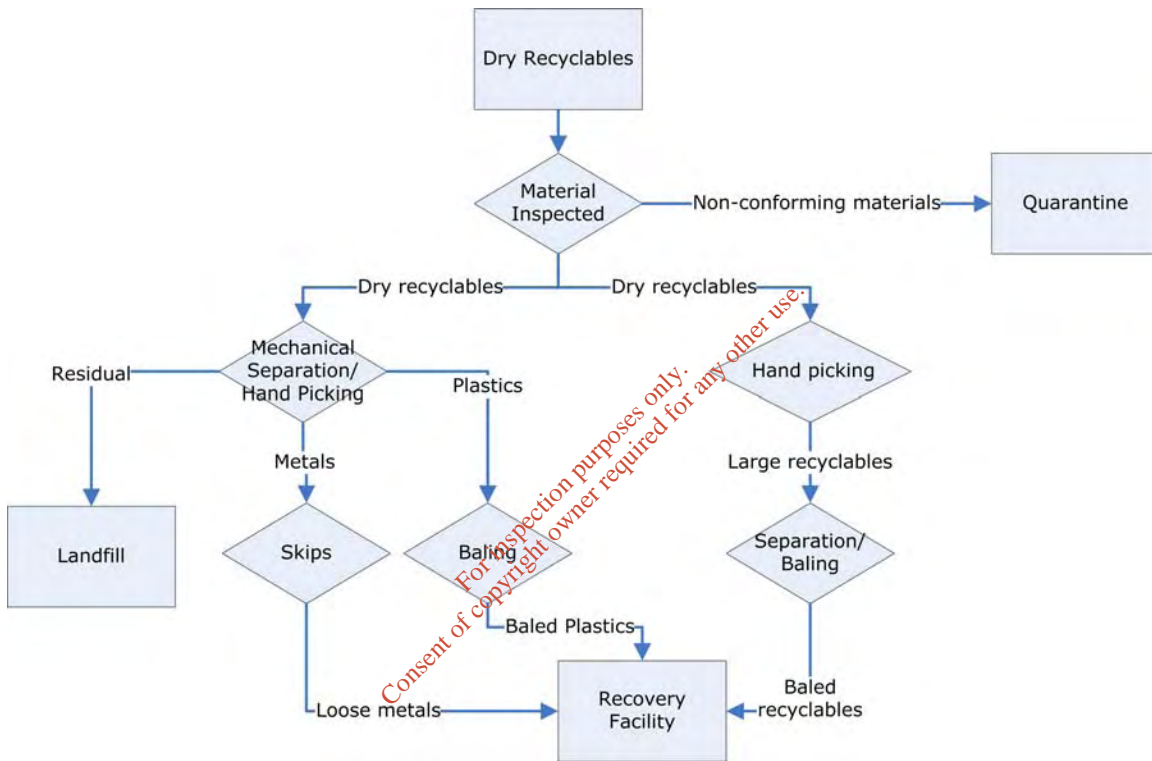 Dry Recyclables
Material
Inspected
Non-conforming materials
Quarantine
Dry recyclables
Dry recyclables
Mechanical
Separation/
Hand Picking
Residual
Plastics
Hand picking
Metals
Large recyclables
Landfill
Skips
Baling
Separation/
Baling
Baled Plastics
Loose metals
Recovery
Facility
Baled
recyclables
For inspection purposes only.
Consent of copyright owner required for any other use.